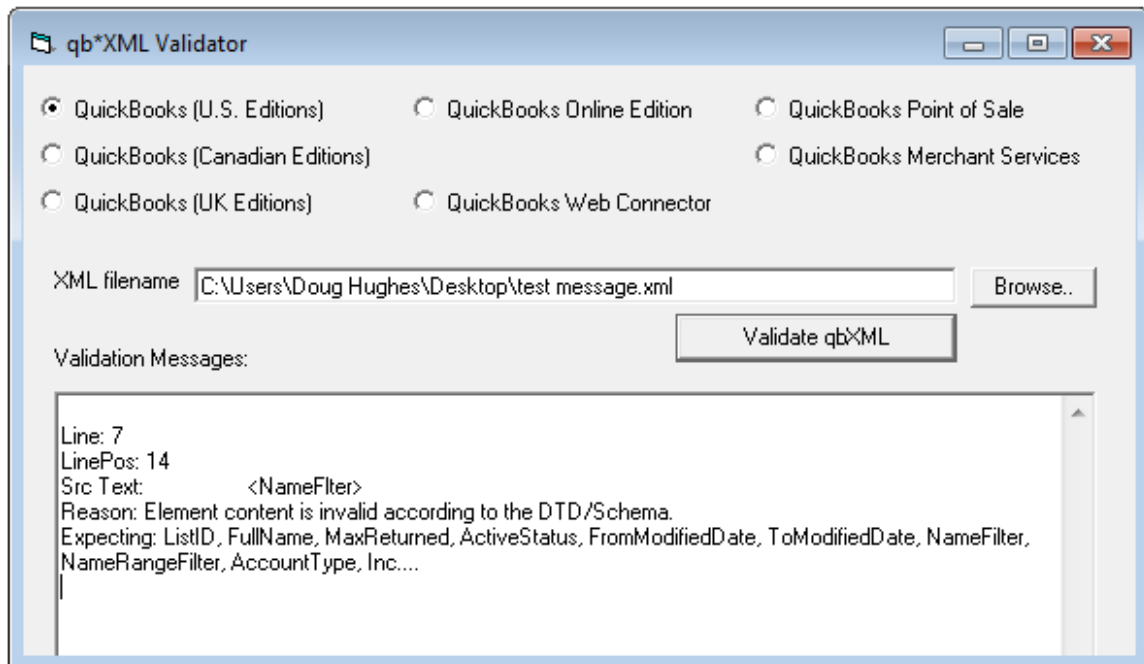 qb*XML Validator
QuickBooks (U.S. Editions) QuickBooks Online Edition QuickBooks Point of Sale
QuickBooks (Canadian Editions) QuickBooks Merchant Services
QuickBooks (UK Editions) QuickBooks Web Connector
XML filename C:\Users\Doug Hughes\Desktop\test message.xml Browse..
Validate qbXML
Validation Messages:
Line: 7
LinePos: 14
Src Text: <NameFlter>
Reason: Element content is invalid according to the DTD/Schema.
Expecting: ListID, FullName, MaxReturned, ActiveStatus, FromModifiedDate, ToModifiedDate, NameFilter,
NameRangeFilter, AccountType, Inc....